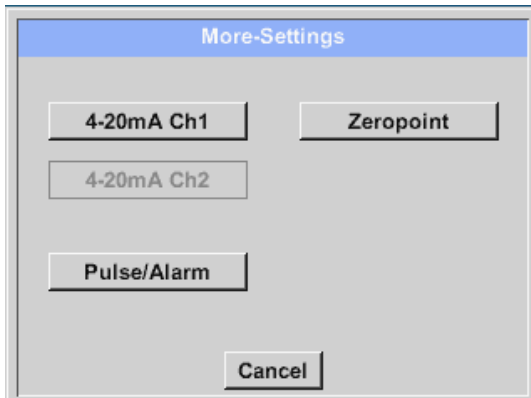 More-Settings
4-20mA Ch1
Zeropoint
4-20mA Ch2
Pulse/Alarm
Cancel